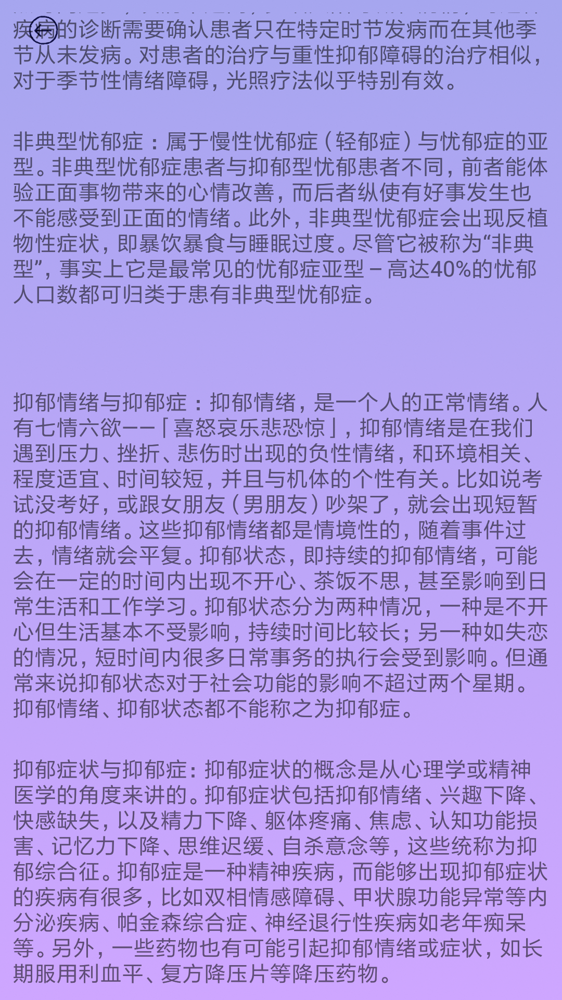 疾病的诊断需要确认患者只在特定时节发病而在其他季
节从未发病。对患者的治疗与重性抑郁障碍的治疗相似，
对于季节性情绪障碍，光照疗法似乎特别有效。
非典型忧郁症：属于慢性忧郁症（轻郁症）与忧郁症的亚
型。非典型忧郁症患者与抑郁型忧郁患者不同，前者能体
验正面事物带来的心情改善，而后者纵使有好事发生也
不能感受到正面的情绪。此外，非典型忧郁症会出现反植
物性症状，即暴饮暴食与睡眠过度。尽管它被称为“非典
型”，事实上它是最常见的忧郁症亚型 – 高达40%的忧郁
人口数都可归类于患有非典型忧郁症。
抑郁情绪与抑郁症：抑郁情绪，是一个人的正常情绪。人
有七情六欲——「喜怒哀乐悲恐惊」，抑郁情绪是在我们
遇到压力、挫折、悲伤时出现的负性情绪，和环境相关、
程度适宜、时间较短，并且与机体的个性有关。比如说考
试没考好，或跟女朋友（男朋友）吵架了，就会出现短暂
的抑郁情绪。这些抑郁情绪都是情境性的，随着事件过
去，情绪就会平复。抑郁状态，即持续的抑郁情绪，可能
会在一定的时间内出现不开心、茶饭不思，甚至影响到日
常生活和工作学习。抑郁状态分为两种情况，一种是不开
心但生活基本不受影响，持续时间比较长；另一种如失恋
的情况，短时间内很多日常事务的执行会受到影响。但通
常来说抑郁状态对于社会功能的影响不超过两个星期。
抑郁情绪、抑郁状态都不能称之为抑郁症。
抑郁症状与抑郁症：抑郁症状的概念是从心理学或精神
医学的角度来讲的。抑郁症状包括抑郁情绪、兴趣下降、
快感缺失，以及精力下降、躯体疼痛、焦虑、认知功能损
害、记忆力下降、思维迟缓、自杀意念等，这些统称为抑
郁综合征。抑郁症是一种精神疾病，而能够出现抑郁症状
的疾病有很多，比如双相情感障碍、甲状腺功能异常等内
分泌疾病、帕金森综合症、神经退行性疾病如老年痴呆
等。另外，一些药物也有可能引起抑郁情绪或症状，如长
期服用利血平、复方降压片等降压药物。